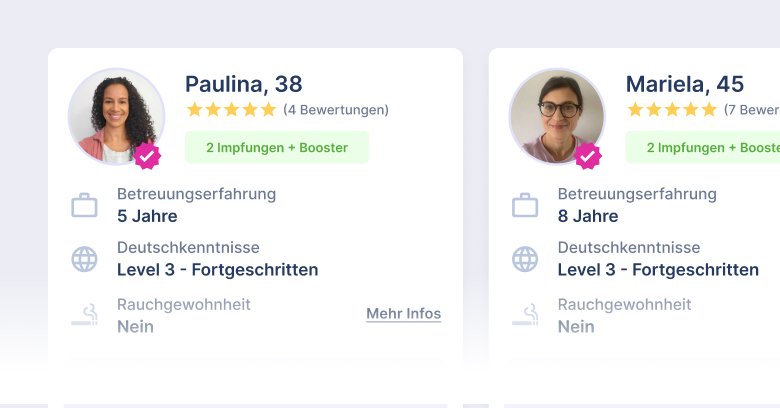 Paulina, 38
(4 Bewertungen)
2 Impfungen + Booster
Betreuungserfahrung
5 Jahre
Deutschkenntnisse
Level 3 - Fortgeschritten
Rauchgewohnheit
Nein
Mehr Infos
Mariela, 45
(7 Bewer
2 Impfungen + Booste
Betreuungserfahrung
8 Jahre
Deutschkenntnisse
Level 3 - Fortgeschritten
Rauchgewohnheit
Nein